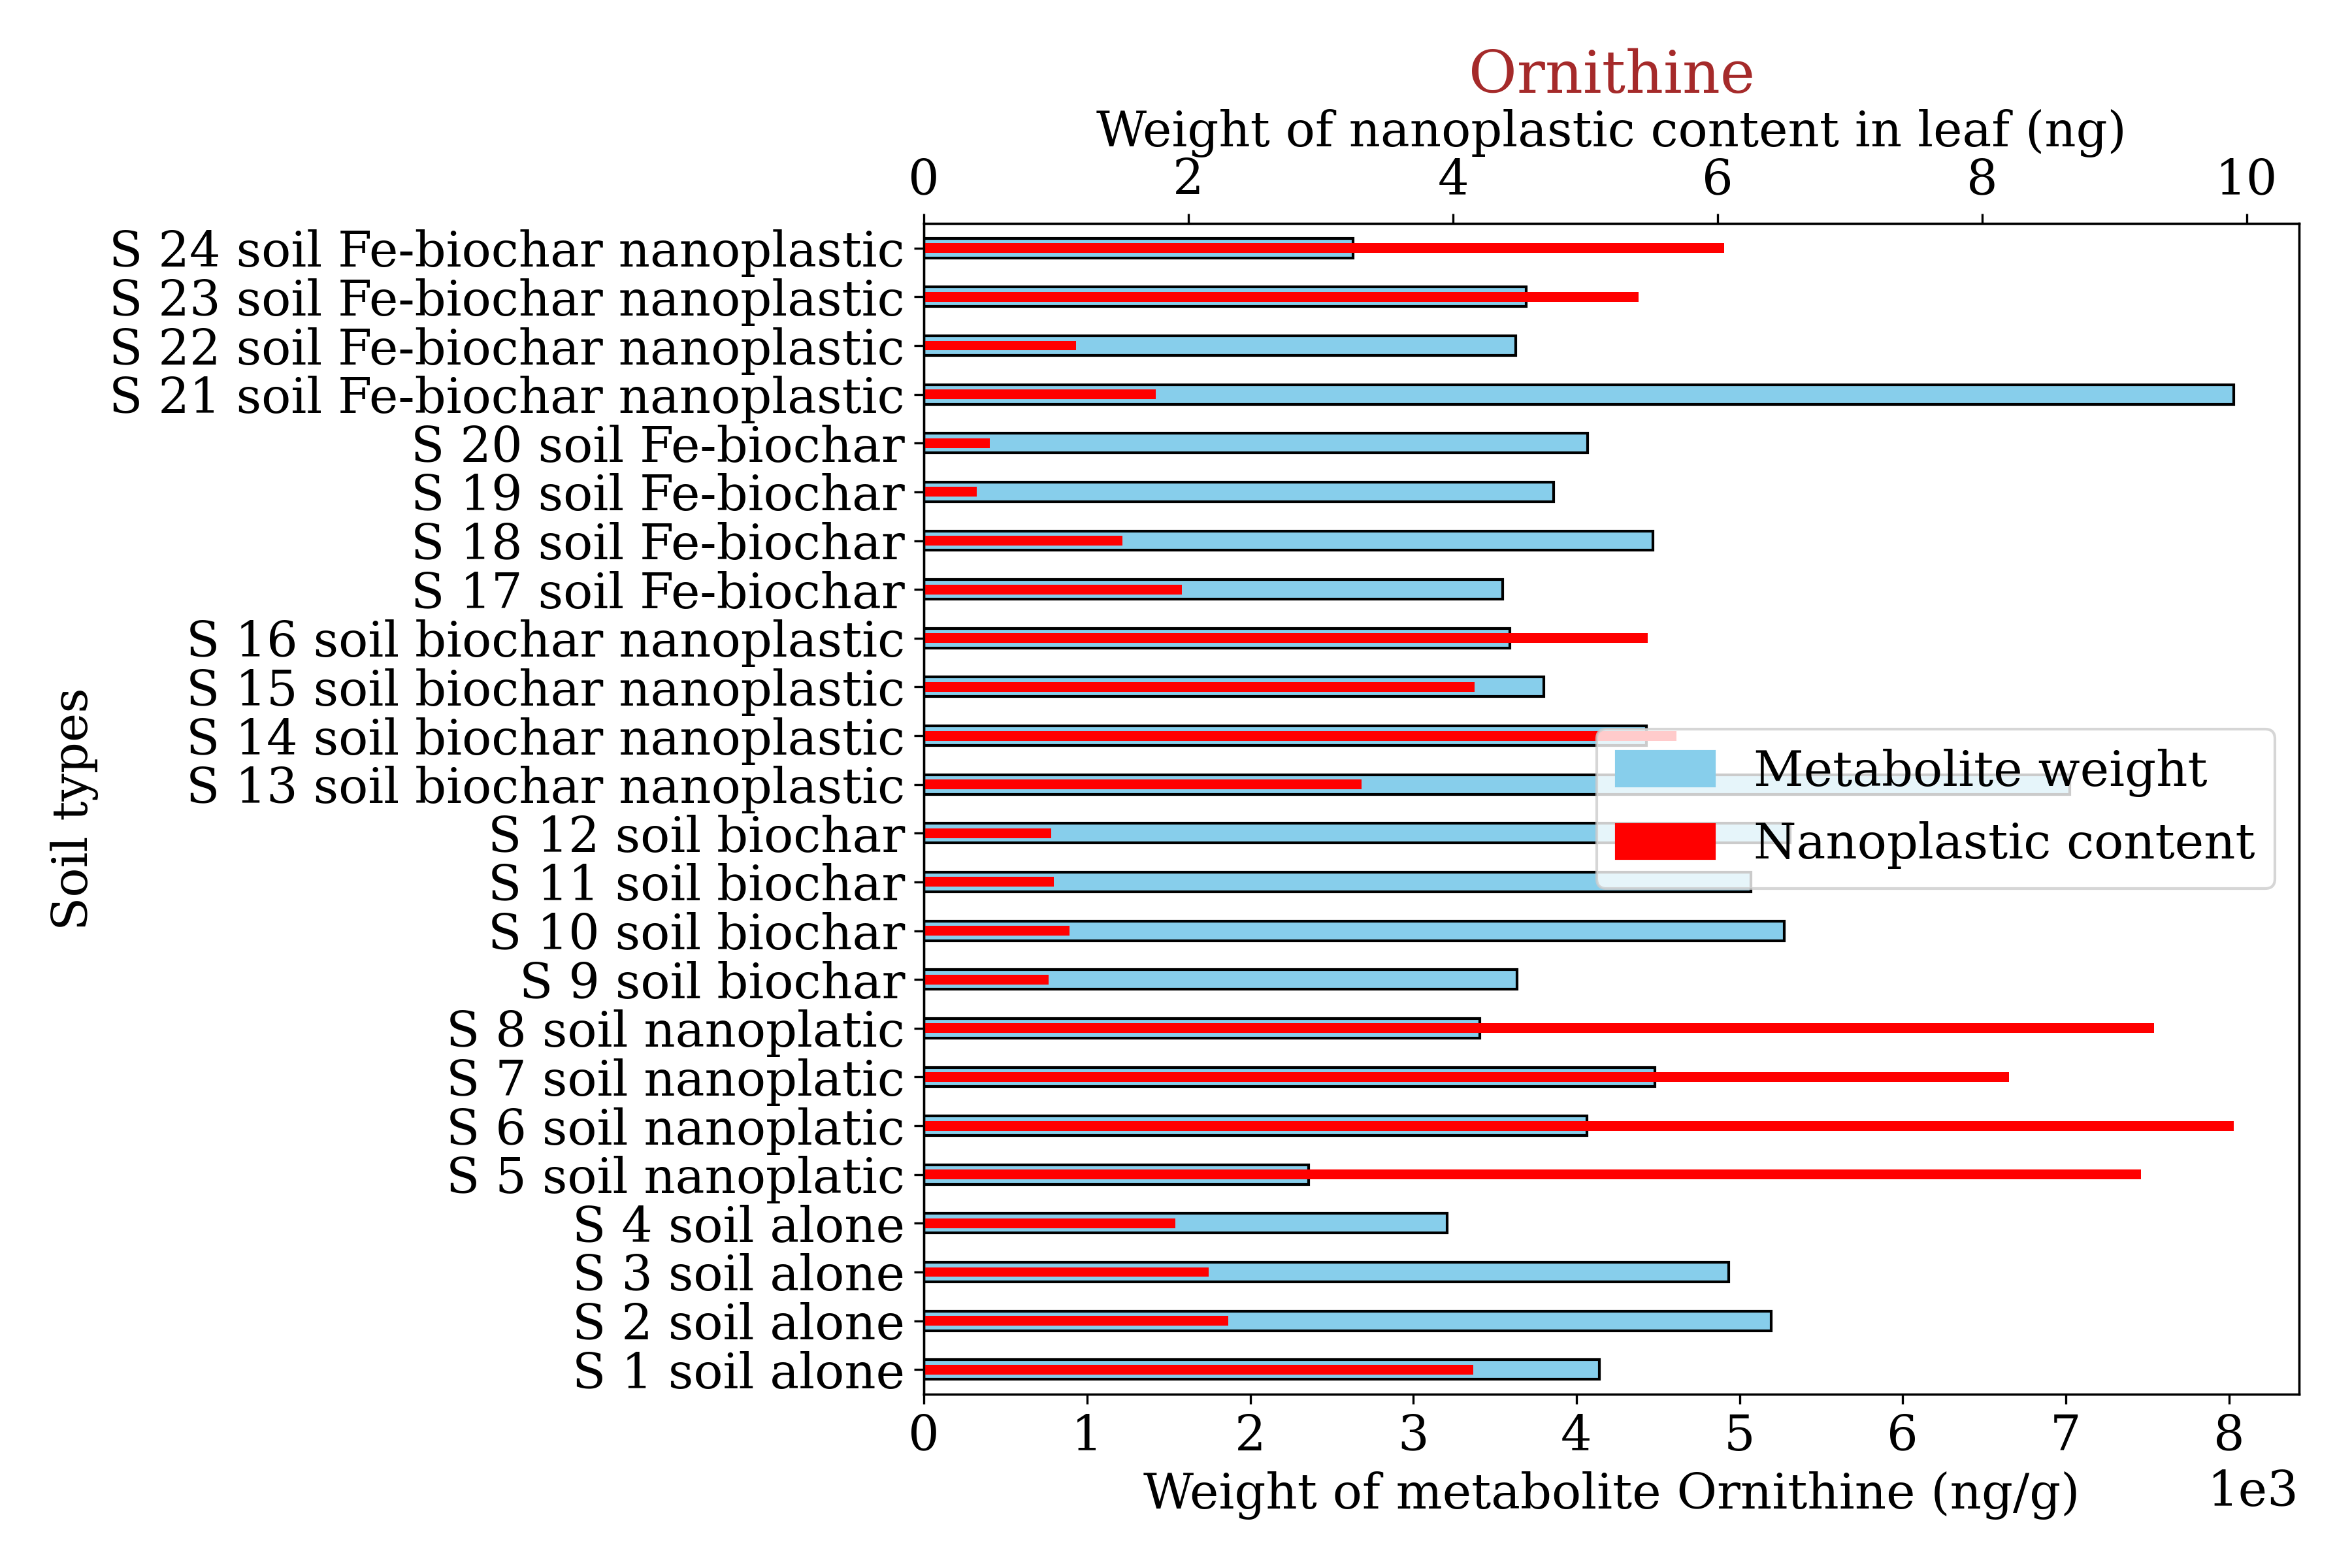 Ornithine
Weight of nanoplastic content in leaf (ng)
0 2 4 6 8 10
S 24 soil Fe-biochar nanoplastic
S 23 soil Fe-biochar nanoplastic
S 22 soil Fe-biochar nanoplastic
S 21 soil Fe-biochar nanoplastic
S 20 soil Fe-biochar
S 19 soil Fe-biochar
S 18 soil Fe-biochar
S 17 soil Fe-biochar
S 16 soil biochar nanoplastic
S 15 soil biochar nanoplastic
S 14 soil biochar nanoplastic
S 13 soil biochar nanoplastic
S 12 soil biochar
S 11 soil biochar
S 10 soil biochar
S 9 soil biochar
S 8 soil nanoplatic
S 7 soil nanoplatic
S 6 soil nanoplatic
S 5 soil nanoplatic
S 4 soil alone
S 3 soil alone
S 2 soil alone
S 1 soil alone
Soil types
Metabolite weight
Nanoplastic content
0 1 2 3 4 5 6 7 8
Weight of metabolite Ornithine (ng/g)
1e3